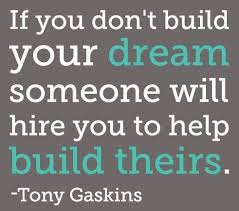 If you don't build
your dream
someone will
hire you to help
build theirs.
-Tony Gaskins